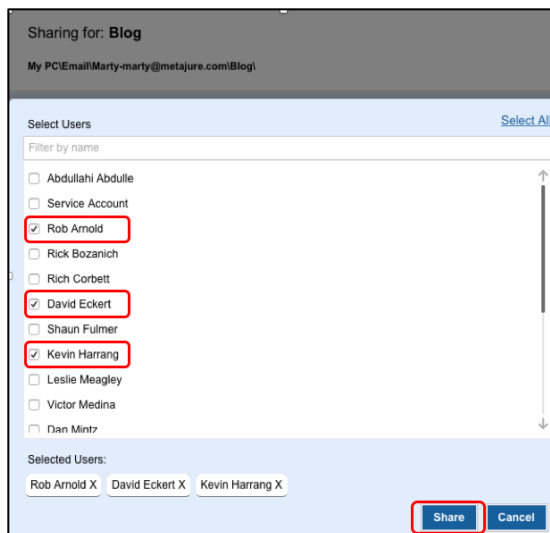 Sharing for: Blog
My PC\Email\Marty-marty@metajure.com\Blog\
Select Users
Select All
Filter by name
Abdullahi Abdulle
Service Account
Rob Arnold
Rick Bozanich
Rich Corbett
David Eckert
Shaun Fulmer
Kevin Harrang
Leslie Meagley
Victor Medina
Dan Mintz
Selected Users:
Rob Arnold X David Eckert X Kevin Harrang X
Share Cancel